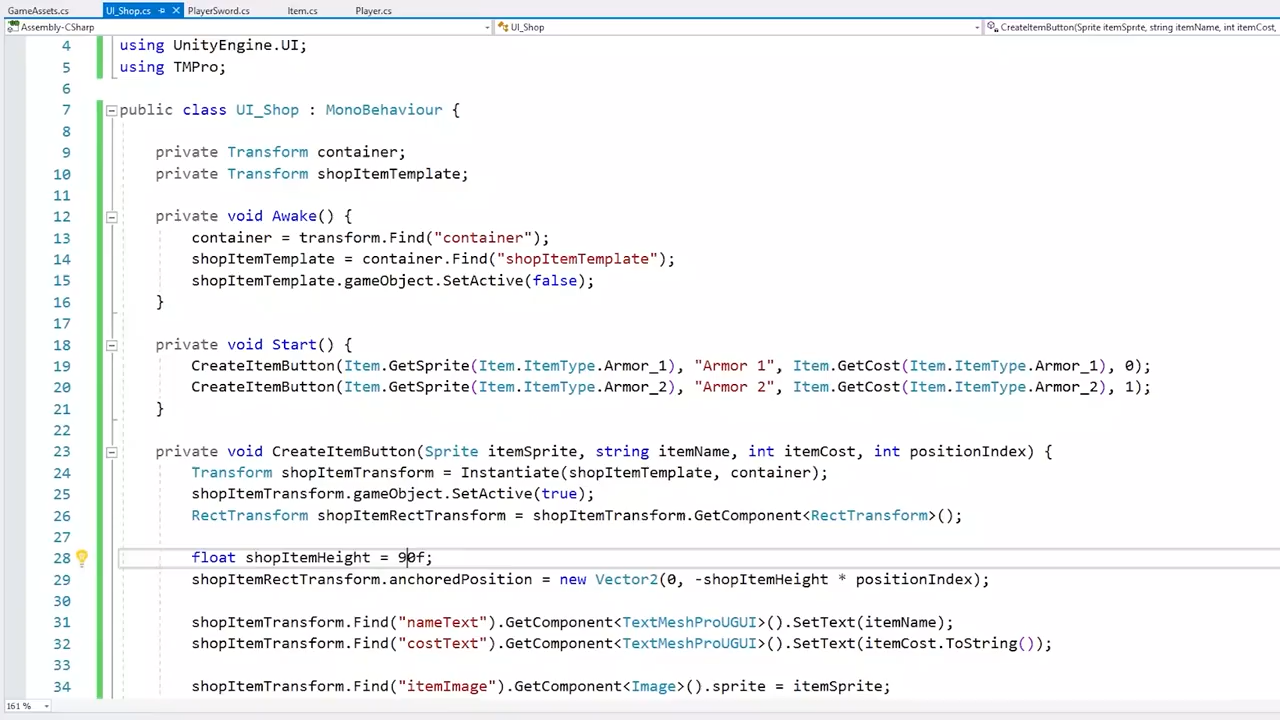 GameAssets.cs UI_Shop.cs PlayerSword.cs Item.cs Player.cs
Assembly-CSharp UI_Shop CreateItemButton(Sprite itemSprite, string itemName, int itemCost,
4 using UnityEngine.UI;
5 using TMPro;
6
7 public class UI_Shop : MonoBehaviour {
8
9 private Transform container;
10 private Transform shopItemTemplate;
11
12 private void Awake() {
13 container = transform.Find("container");
14 shopItemTemplate = container.Find("shopItemTemplate");
15 shopItemTemplate.gameObject.SetActive(false);
16 }
17
18 private void Start() {
19 CreateItemButton(Item.GetSprite(Item.ItemType.Armor_1), "Armor 1", Item.GetCost(Item.ItemType.Armor_1), 0);
20 CreateItemButton(Item.GetSprite(Item.ItemType.Armor_2), "Armor 2", Item.GetCost(Item.ItemType.Armor_2), 1);
21 }
22
23 private void CreateItemButton(Sprite itemSprite, string itemName, int itemCost, int positionIndex) {
24 Transform shopItemTransform = Instantiate(shopItemTemplate, container);
25 shopItemTransform.gameObject.SetActive(true);
26 RectTransform shopItemRectTransform = shopItemTransform.GetComponent<RectTransform>();
27
28 float shopItemHeight = 90f;
29 shopItemRectTransform.anchoredPosition = new Vector2(0, -shopItemHeight * positionIndex);
30
31 shopItemTransform.Find("nameText").GetComponent<TextMeshProUGUI>().SetText(itemName);
32 shopItemTransform.Find("costText").GetComponent<TextMeshProUGUI>().SetText(itemCost.ToString());
33
34 shopItemTransform.Find("itemImage").GetComponent<Image>().sprite = itemSprite;
161 %